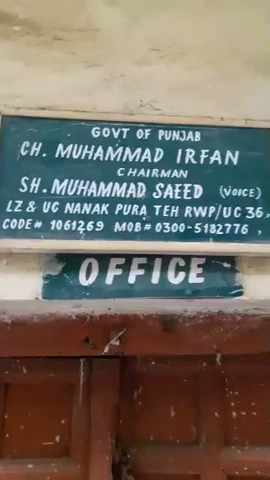 GOVT OF PUNJAB
CH. MUHAMMAD IRFAN
CHAIRMAN
SH. MUHAMMAD SAEED (VOICE)
LZ & UC NANAK PURA TEH RWP/UC 36,
CODE# 1061269 MOB# 0300-5182776,
OFFICE